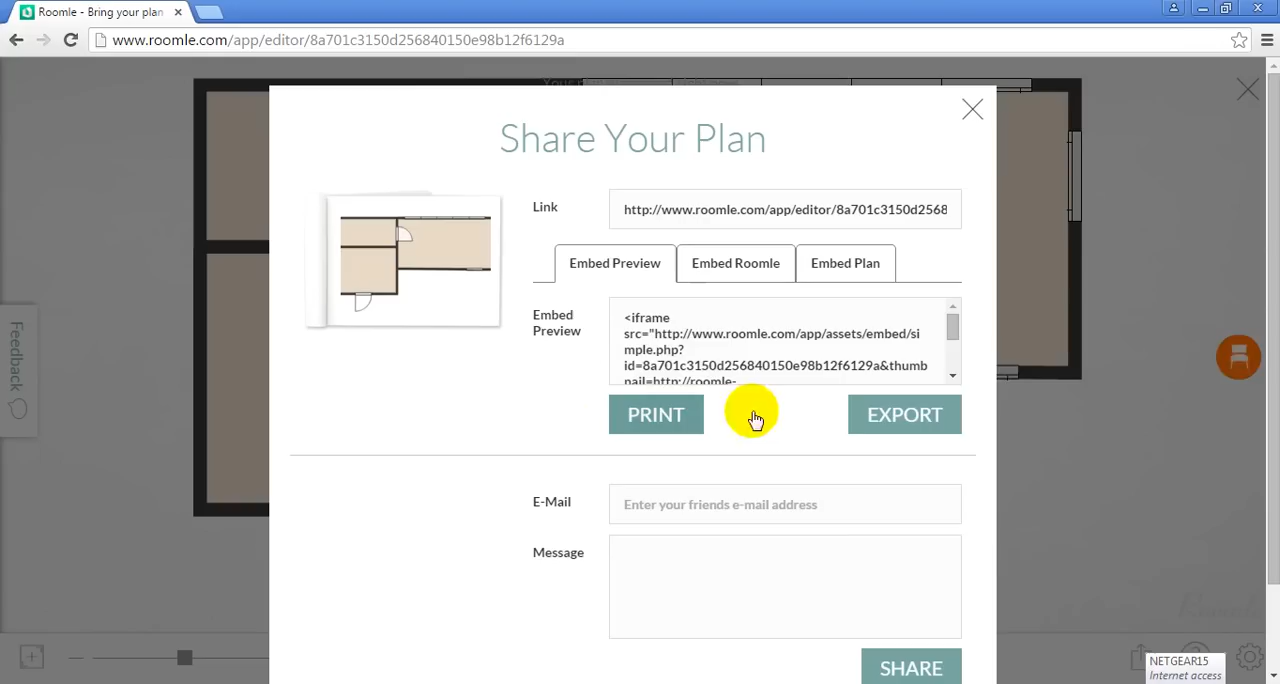 Roomle - Bring your plan
www.roomle.com/app/editor/8a701c3150d256840150e98b12f6129a
Share Your Plan
Link
http://www.roomle.com/app/editor/8a701c3150d2568
Embed Preview
Embed Roomle
Embed Plan
Embed
Preview
<iframe
src="http://www.roomle.com/app/assets/embed/si
mple.php?
id=8a701c3150d256840150e98b12f6129a&thumb
nail=http://roomle-
PRINT
EXPORT
E-Mail
Enter your friends e-mail address
Message
SHARE
Feedback
NETGEAR15
Internet access